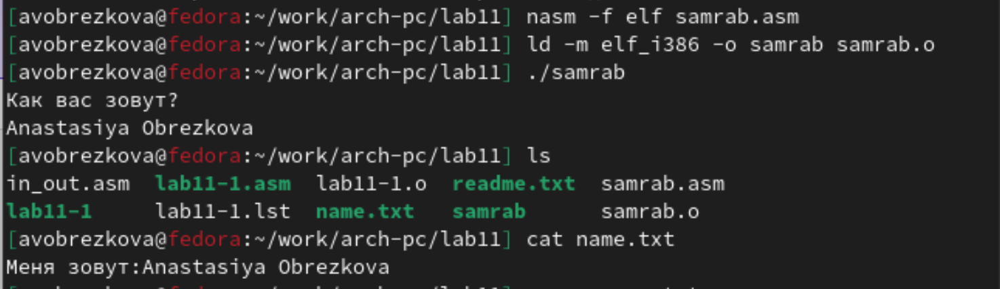 [avobrezkova@fedora:~/work/arch-pc/lab11] nasm -f elf samrab.asm
[avobrezkova@fedora:~/work/arch-pc/lab11] ld -m elf_i386 -o samrab samrab.o
[avobrezkova@fedora:~/work/arch-pc/lab11] ./samrab
Как вас зовут?
Anastasiya Obrezkova
[avobrezkova@fedora:~/work/arch-pc/lab11] ls
in_out.asm lab11-1.asm lab11-1.o readme.txt samrab.asm
lab11-1 lab11-1.lst name.txt samrab samrab.o
[avobrezkova@fedora:~/work/arch-pc/lab11] cat name.txt
Меня зовут:Anastasiya Obrezkova